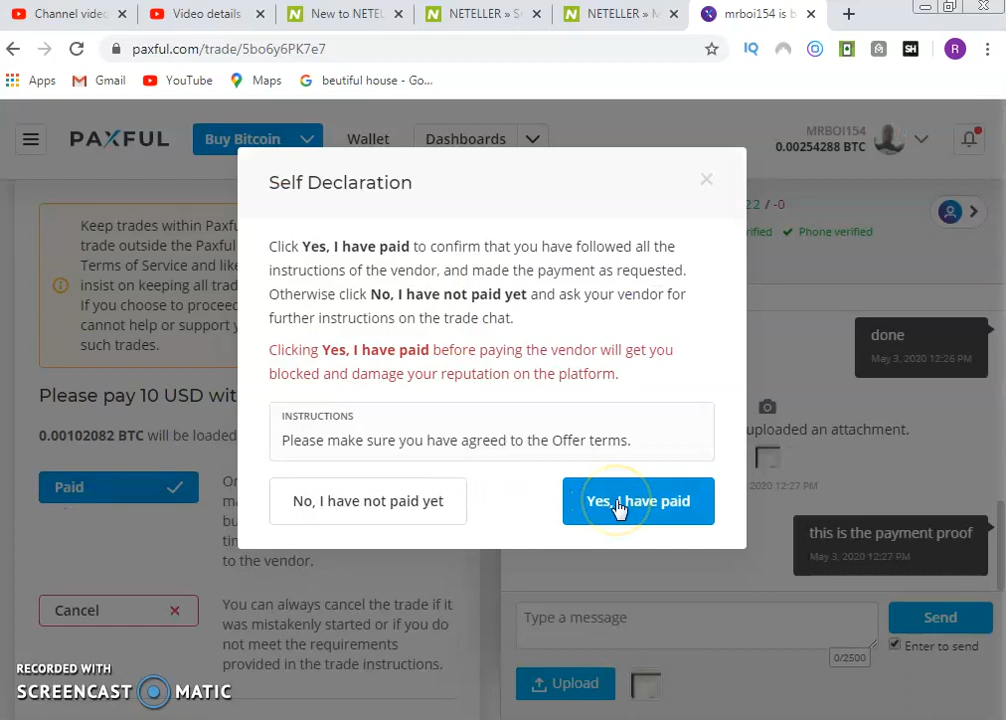 Channel video
Video details
New to NETEL
NETELLER » S
NETELLER » M
mrboi154 is b
paxful.com/trade/5bo6y6PK7e7
IQ
SH
R
Apps
Gmail
YouTube
Maps
beutiful house - Go...
PAXFUL
Buy Bitcoin
Wallet
Dashboards
MRBOI154
0.00254288 BTC
Self Declaration
Click Yes, I have paid to confirm that you have followed all the
instructions of the vendor, and made the payment as requested.
Otherwise click No, I have not paid yet and ask your vendor for
further instructions on the trade chat.
Clicking Yes, I have paid before paying the vendor will get you
blocked and damage your reputation on the platform.
INSTRUCTIONS
Please make sure you have agreed to the Offer terms.
No, I have not paid yet
Yes, I have paid
Keep trades within Paxfu
trade outside the Paxful
Terms of Service and like
insist on keeping all trad
If you choose to proceed
cannot help or support y
such trades.
Please pay 10 USD wit
0.00102082 BTC will be loaded
Paid
On
ma
bu
tim
to the vendor.
Cancel
You can always cancel the trade if it
was mistakenly started or if you do
not meet the requirements
provided in the trade instructions.
22 / -0
rified
Phone verified
done
May 3, 2020 12:26 PM
uploaded an attachment.
2020 12:27 PM
this is the payment proof
May 3, 2020 12:27 PM
Type a message
Send
0/2500
Enter to send
Upload
RECORDED WITH
SCREENCAST MATIC